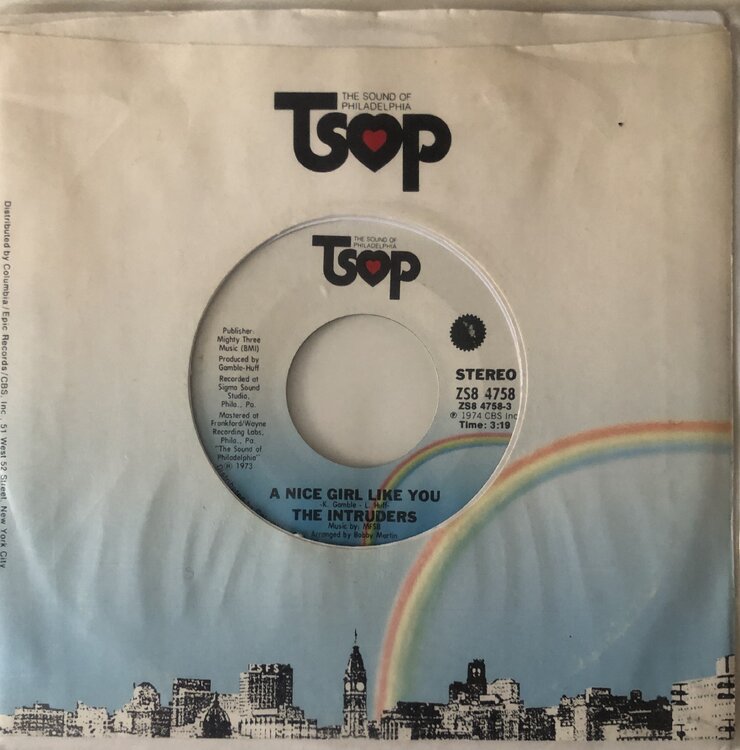 THE SOUND OF
PHILADELPHIA
TSOP
THE SOUND OF
PHILADELPHIA
TSOP
Publisher:
Mighty Three
Music (BMI)
Produced by
Gamble-Huff
Recorded at
Sigma Sound
Studio,
Phila., Pa.
Mastered at
Frankford/Wayne
Recording Labs,
Phila., Pa.
"The Sound of
Philadelphia"
℗ 1973
STEREO
ZS8 4758
ZS8 4758-3
℗ 1974 CBS Inc
Time: 3:19
A NICE GIRL LIKE YOU
-K. Gamble - L. Huff-
THE INTRUDERS
Music by: MFSB
Arranged by Bobby Martin
Distributed by Columbia/Epic Records/CBS, Inc., 51 West 52 Street, New York City